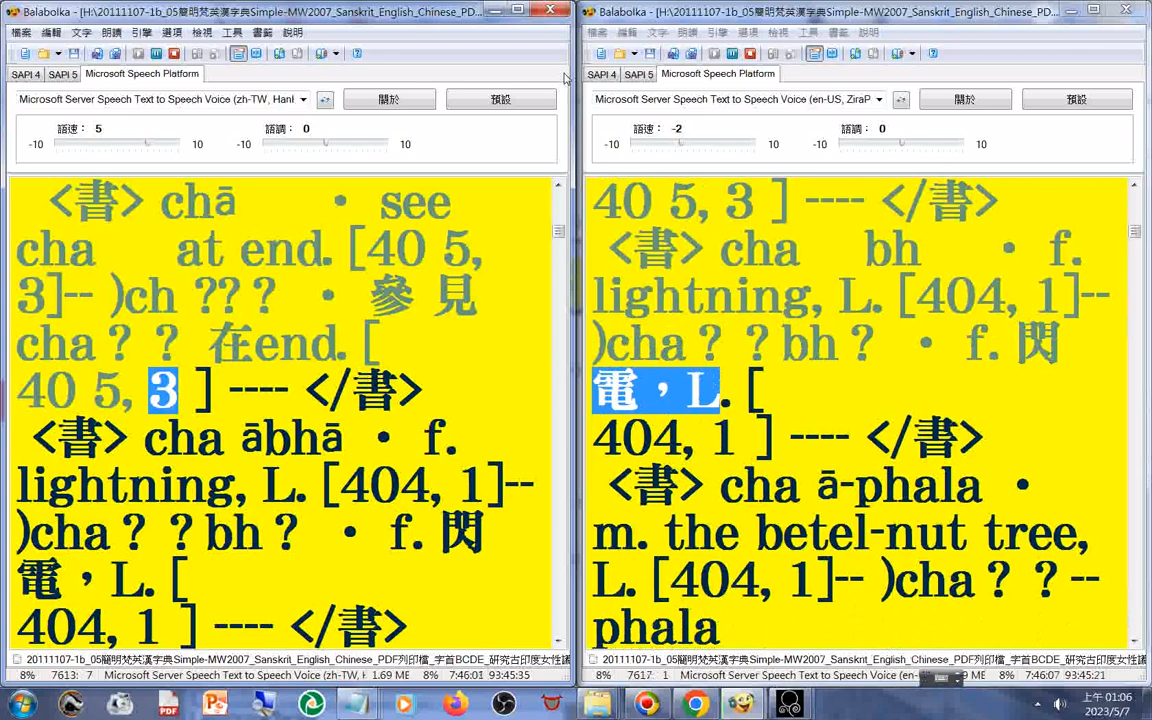 Balabolka - [H:\20111107-1b_05簡明梵英漢字典Simple-MW2007_Sanskrit_English_Chinese_PD...
檔案 編輯 文字 朗讀 引擎 選項 檢視 工具 書籤 說明
SAPI 4 SAPI 5 Microsoft Speech Platform
Microsoft Server Speech Text to Speech Voice (zh-TW, Hanl
關於 預設
語速： 5 語調： 0
-10 10 -10 10
<書> chā • see
cha at end. [40 5,
3]-- )ch ??？ • 參見
cha？？ 在end. [
40 5, 3 ] ---- </書>
<書> cha ābhā • f.
lightning, L. [404, 1]--
)cha？？bh？ • f. 閃
電，L. [
404, 1 ] ---- </書>
20111107-1b_05簡明梵英漢字典Simple-MW2007_Sanskrit_English_Chinese_PDF列印檔_字首BCDE_研究古印度女性議
8% 7613: 7 Microsoft Server Speech Text to Speech Voice (zh-TW, H 1.69 MB 8% 7:46:01 93:45:35
Balabolka - [H:\20111107-1b_05簡明梵英漢字典Simple-MW2007_Sanskrit_English_Chinese_PD...
檔案 編輯 文字 朗讀 引擎 選項 檢視 工具 書籤 說明
SAPI 4 SAPI 5 Microsoft Speech Platform
Microsoft Server Speech Text to Speech Voice (en-US, ZiraP
關於 預設
語速： -2 語調： 0
-10 10 -10 10
40 5, 3 ] ---- </書>
<書> cha bh • f.
lightning, L. [404, 1]--
)cha？？bh？ • f. 閃
電，L. [
404, 1 ] ---- </書>
<書> cha ā-phala •
m. the betel-nut tree,
L. [404, 1]-- )cha？？--
phala
20111107-1b_05簡明梵英漢字典Simple-MW2007_Sanskrit_English_Chinese_PDF列印檔_字首BCDE_研究古印度女性議
8% 7617 1 Microsoft Server Speech Text to Speech Voice (en-U 8% 7:46:07 93:45:21
PDF
上午 01:06
2023/5/7